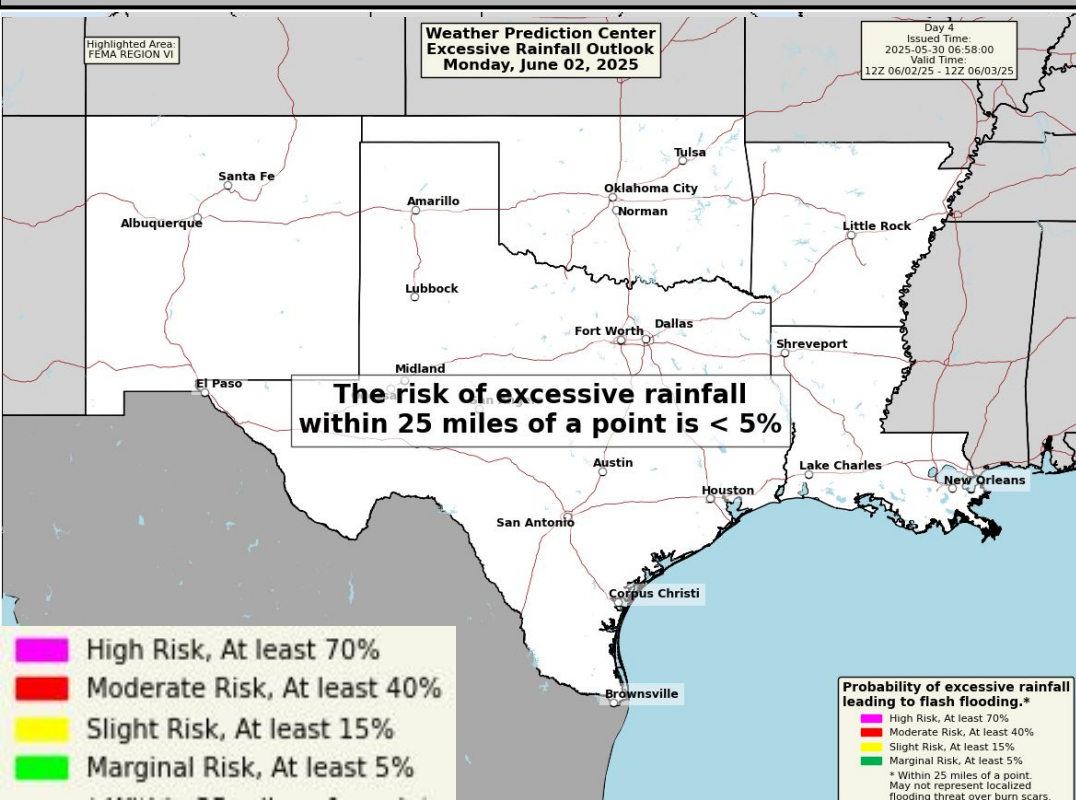 Highlighted Area:
FEMA REGION VI
Weather Prediction Center
Excessive Rainfall Outlook
Monday, June 02, 2025
Day 4
Issued Time:
2025-05-30 06:58:00
Valid Time:
12Z 06/02/25 - 12Z 06/03/25
Tulsa
Santa Fe
Oklahoma City
Amarillo
Norman
Albuquerque
Little Rock
Lubbock
Dallas
Fort Worth
Shreveport
Midland
El Paso
The risk of excessive rainfall
within 25 miles of a point is < 5%
Austin
Lake Charles
New Orleans
Houston
San Antonio
Corpus Christi
Brownsville
High Risk, At least 70%
Moderate Risk, At least 40%
Slight Risk, At least 15%
Marginal Risk, At least 5%
Probability of excessive rainfall
leading to flash flooding.*
High Risk, At least 70%
Moderate Risk, At least 40%
Slight Risk, At least 15%
Marginal Risk, At least 5%
* Within 25 miles of a point.
May not represent localized
flooding threat over burn scars.